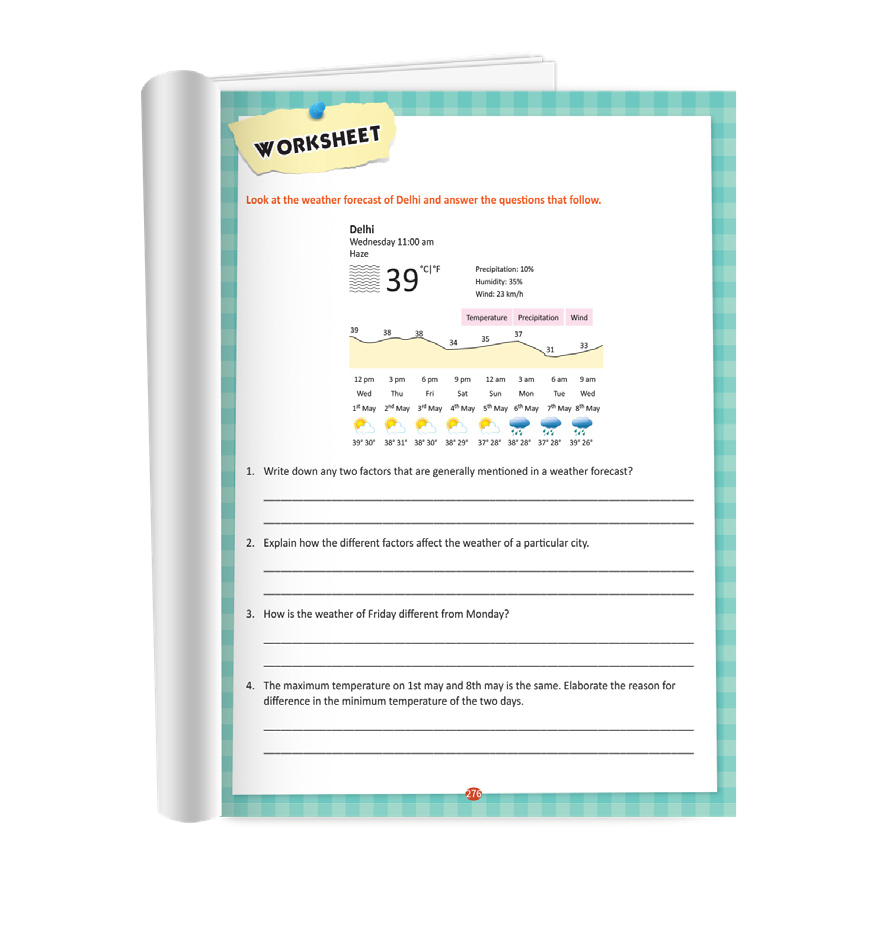 WORKSHEET
Look at the weather forecast of Delhi and answer the questions that follow.
Delhi
Wednesday 11:00 am
Haze
39 °C|°F
Precipitation: 10%
Humidity: 35%
Wind: 23 km/h
Temperature Precipitation Wind
39 38 38 34 35 37 31 33
12 pm 3 pm 6 pm 9 pm 12 am 3 am 6 am 9 am
Wed Thu Fri Sat Sun Mon Tue Wed
1st May 2nd May 3rd May 4th May 5th May 6th May 7th May 8th May
39° 30° 38° 31° 38° 30° 38° 29° 37° 28° 38° 28° 37° 28° 39° 26°
1. Write down any two factors that are generally mentioned in a weather forecast?
2. Explain how the different factors affect the weather of a particular city.
3. How is the weather of Friday different from Monday?
4. The maximum temperature on 1st may and 8th may is the same. Elaborate the reason for
difference in the minimum temperature of the two days.
276